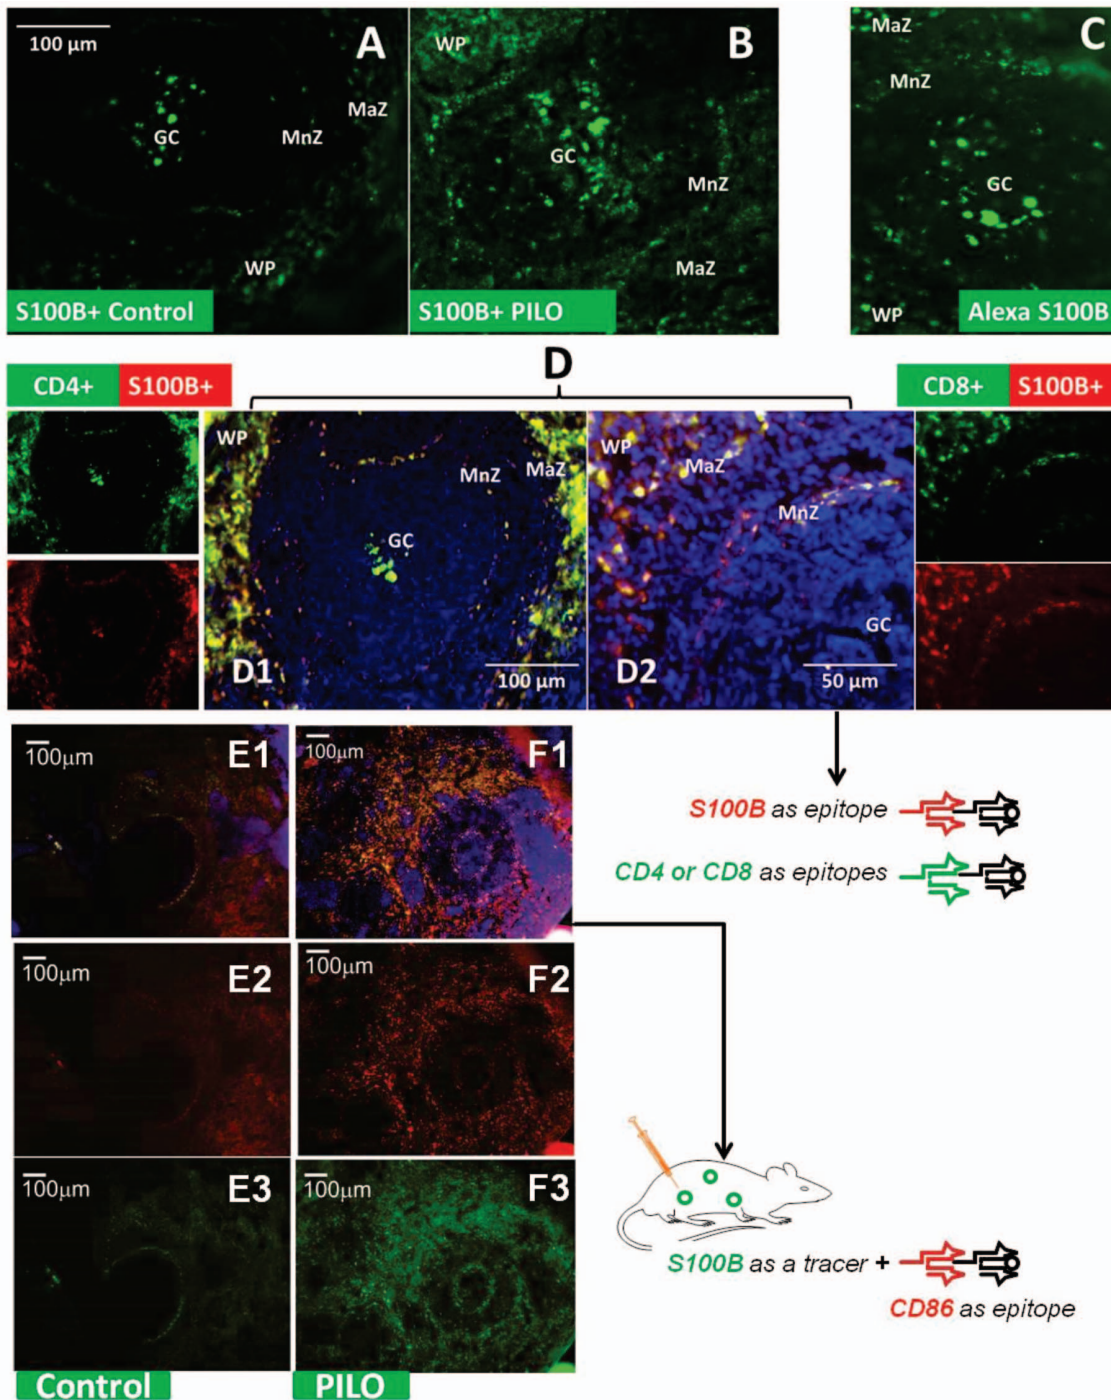 100 µm
A
GC
MnZ
MaZ
WP
S100B+ Control
B
WP
GC
MnZ
MaZ
S100B+ PILO
C
MaZ
MnZ
GC
WP
Alexa S100B
D
CD4+ S100B+
CD8+ S100B+
WP
MnZ
MaZ
GC
D1
100 µm
WP
MaZ
MnZ
GC
D2
50 µm
100µm
E1
100µm
F1
S100B as epitope
CD4 or CD8 as epitopes
100µm
E2
100µm
F2
100µm
E3
100µm
F3
S100B as a tracer +
CD86 as epitope
Control
PILO